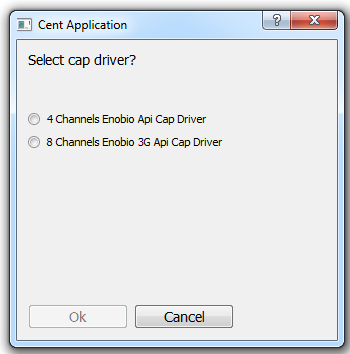 Cent Application
Select cap driver?
4 Channels Enobio Api Cap Driver
8 Channels Enobio 3G Api Cap Driver
Ok
Cancel